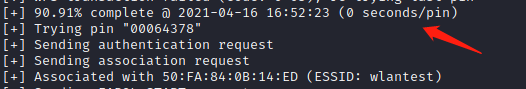 [+] 90.91% complete @ 2021-04-16 16:52:23 (0 seconds/pin)
[+] Trying pin "00064378"
[+] Sending authentication request
[+] Sending association request
[+] Associated with 50:FA:84:0B:14:ED (ESSID: wlantest)